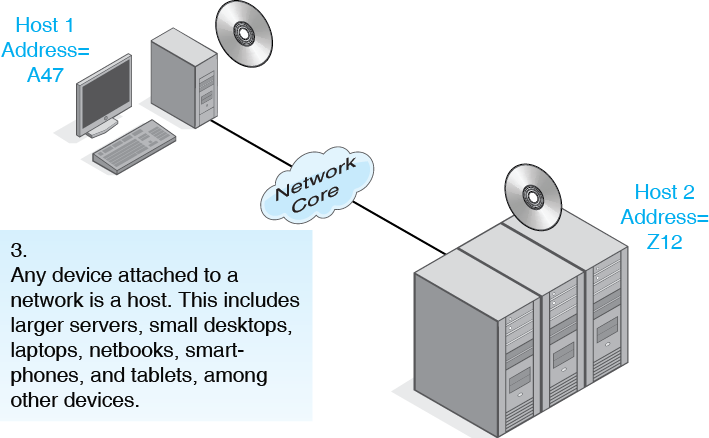 Host 1
Address=
A47
Network
Core
Host 2
Address=
Z12
3.
Any device attached to a
network is a host. This includes
larger servers, small desktops,
laptops, netbooks, smart-
phones, and tablets, among
other devices.